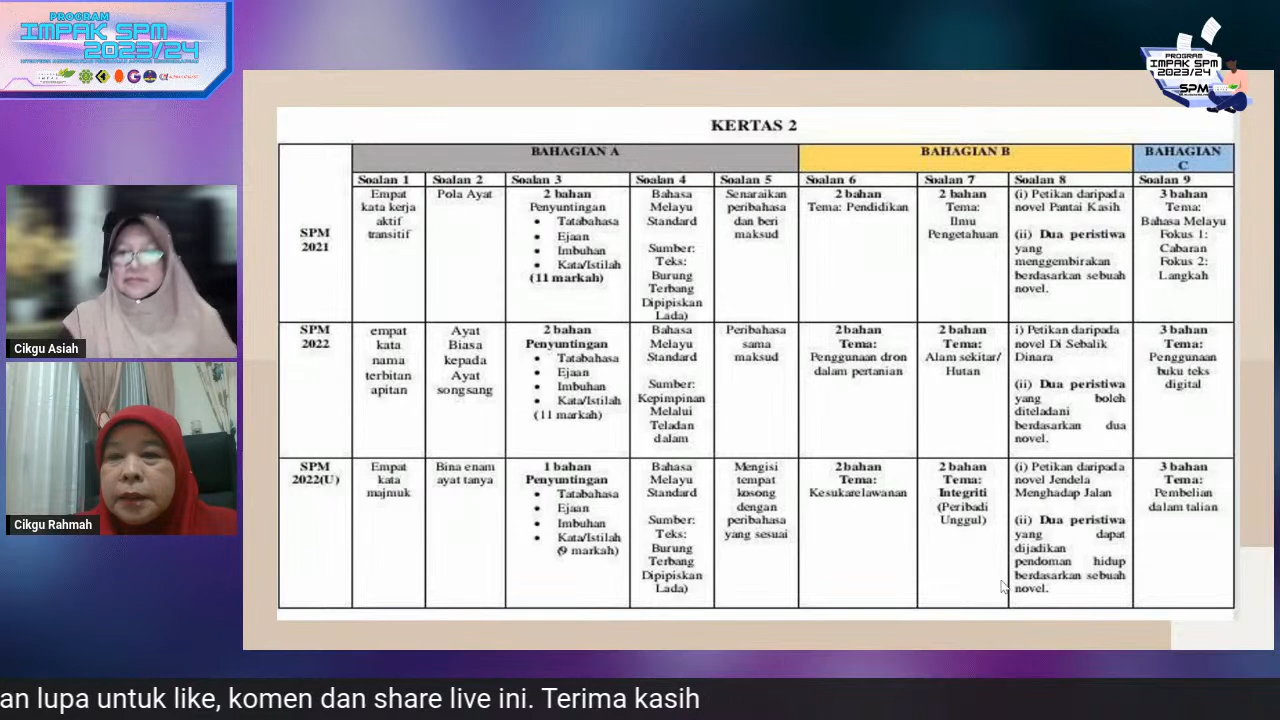 PROGRAM
IMPAK SPM
2023/24
PROGRAM
IMPAK SPM
2023/24
SPM
KERTAS 2
BAHAGIAN A
BAHAGIAN B
BAHAGIAN
C
Soalan 1
Soalan 2
Soalan 3
Soalan 4
Soalan 5
Soalan 6
Soalan 7
Soalan 8
Soalan 9
SPM
2021
Empat
kata kerja
aktif
transitif
Pola Ayat
2 bahan
Penyuntingan
• Tatabahasa
• Ejaan
• Imbuhan
• Kata/Istilah
(11 markah)
Bahasa
Melayu
Standard
Sumber:
Teks:
Burung
Terbang
Dipipiskan
Lada)
Senaraikan
peribahasa
dan beri
maksud
2 bahan
Tema: Pendidikan
2 bahan
Tema:
Ilmu
Pengetahuan
(i) Petikan daripada
novel Pantai Kasih
(ii) Dua peristiwa
yang
menggembirakan
berdasarkan sebuah
novel.
3 bahan
Tema:
Bahasa Melayu
Fokus 1:
Cabaran
Fokus 2:
Langkah
SPM
2022
empat
kata
nama
terbitan
apitan
Ayat
Biasa
kepada
Ayat
songsang
2 bahan
Penyuntingan
• Tatabahasa
• Ejaan
• Imbuhan
• Kata/Istilah
(11 markah)
Bahasa
Melayu
Standard
Sumber:
Kepimpinan
Melalui
Teladan
dalam
Peribahasa
sama
maksud
2bahan
Tema:
Penggunaan dron
dalam pertanian
2 bahan
Tema:
Alam sekitar/
Hutan
i) Petikan daripada
novel Di Sebalik
Dinara
(ii) Dua peristiwa
yang boleh
diteladani
berdasarkan dua
novel.
3 bahan
Tema:
Penggunaan
buku teks
digital
SPM
2022(U)
Empat
kata
majmuk
Bina enam
ayat tanya
1 bahan
Penyuntingan
• Tatabahasa
• Ejaan
• Imbuhan
• Kata/Istilah
(9 markah)
Bahasa
Melayu
Standard
Sumber:
Teks:
Burung
Terbang
Dipipiskan
Lada)
Mengisi
tempat
kosong
dengan
peribahasa
yang sesuai
2bahan
Tema:
Kesukarelawanan
2 bahan
Tema:
Integriti
(Peribadi
Unggul)
(i) Petikan daripada
novel Jendela
Menghadap Jalan
(ii) Dua peristiwa
yang dapat
dijadikan
pendoman hidup
berdasarkan sebuah
novel.
3 bahan
Tema:
Pembelian
dalam talian
Cikgu Asiah
Cikgu Rahmah
an lupa untuk like, komen dan share live ini. Terima kasih